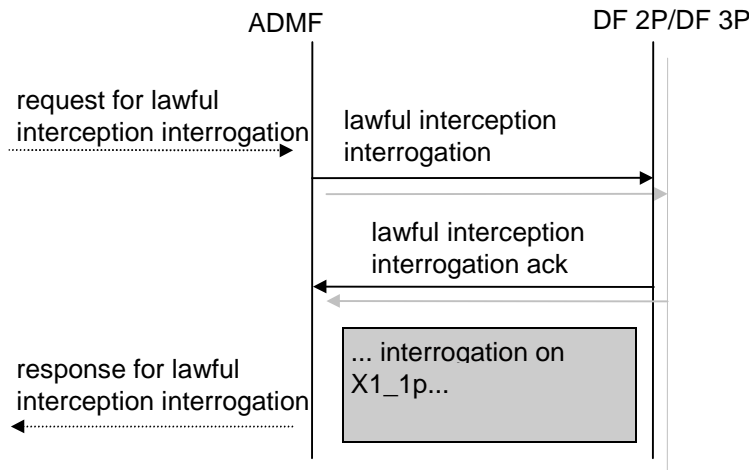 ADMF
DF 2P/DF 3P
request for lawful
interception interrogation
lawful interception
interrogation
lawful interception
interrogation ack
... interrogation on
X1_1p...
response for lawful
interception interrogation